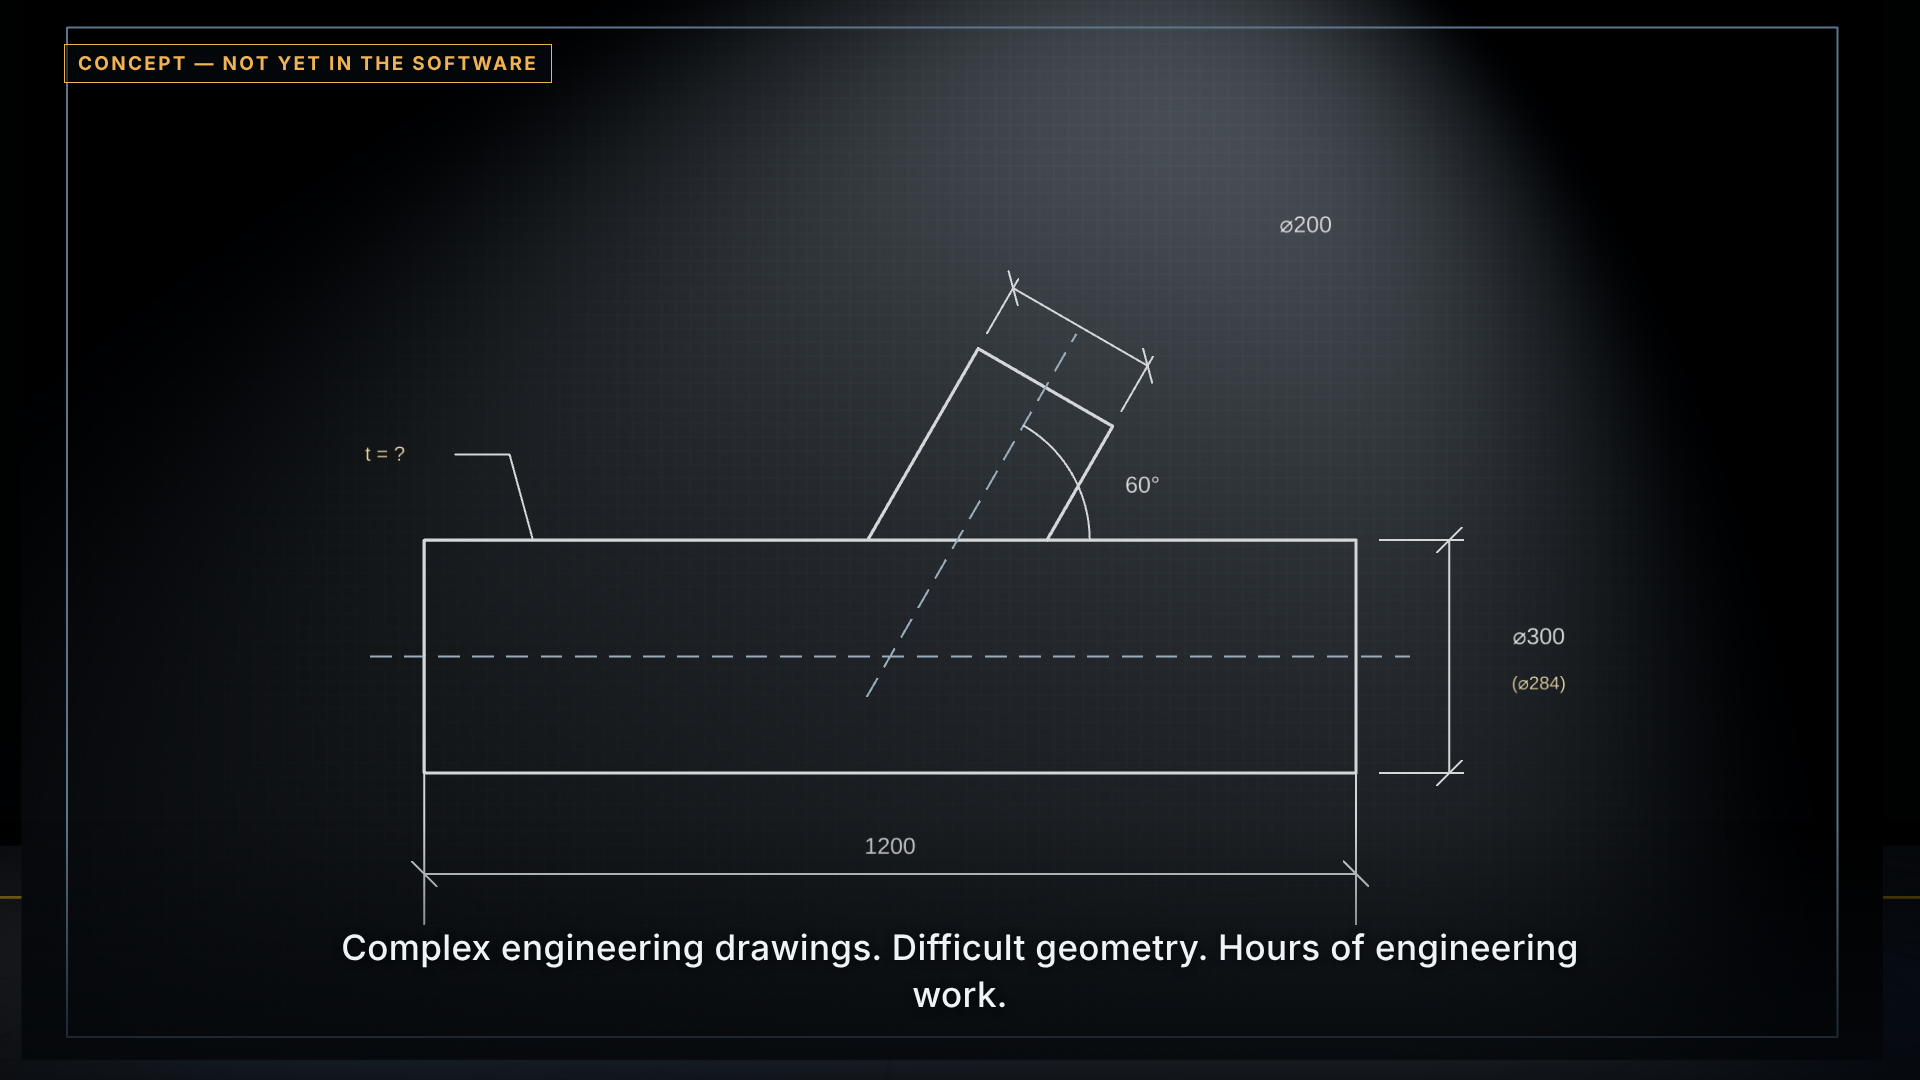 CONCEPT — NOT YET IN THE SOFTWARE
⌀200
t = ?
60°
⌀300
(⌀284)
1200
Complex engineering drawings. Difficult geometry. Hours of engineering
work.